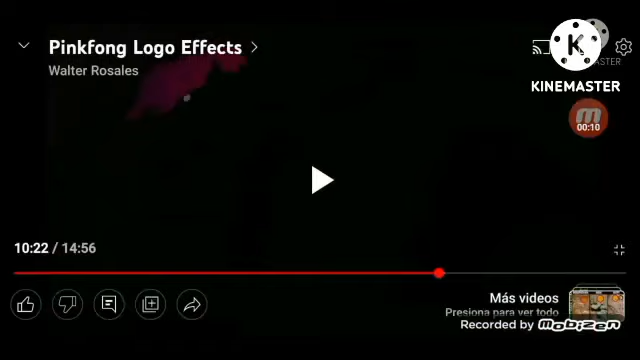 Pinkfong Logo Effects
Walter Rosales
K
MASTER
KINEMASTER
00:10
10:22 / 14:56
Más videos
Presiona para ver todo
Recorded by mobizen